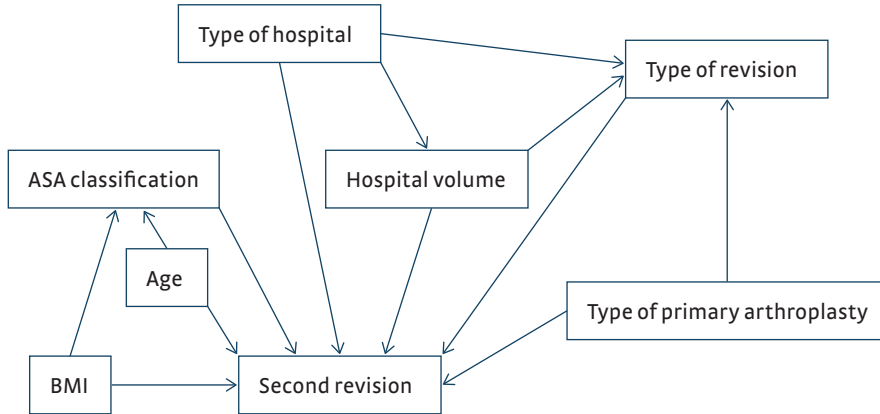 Type of hospital
Type of revision
ASA classification
Hospital volume
Age
Type of primary arthroplasty
BMI
Second revision